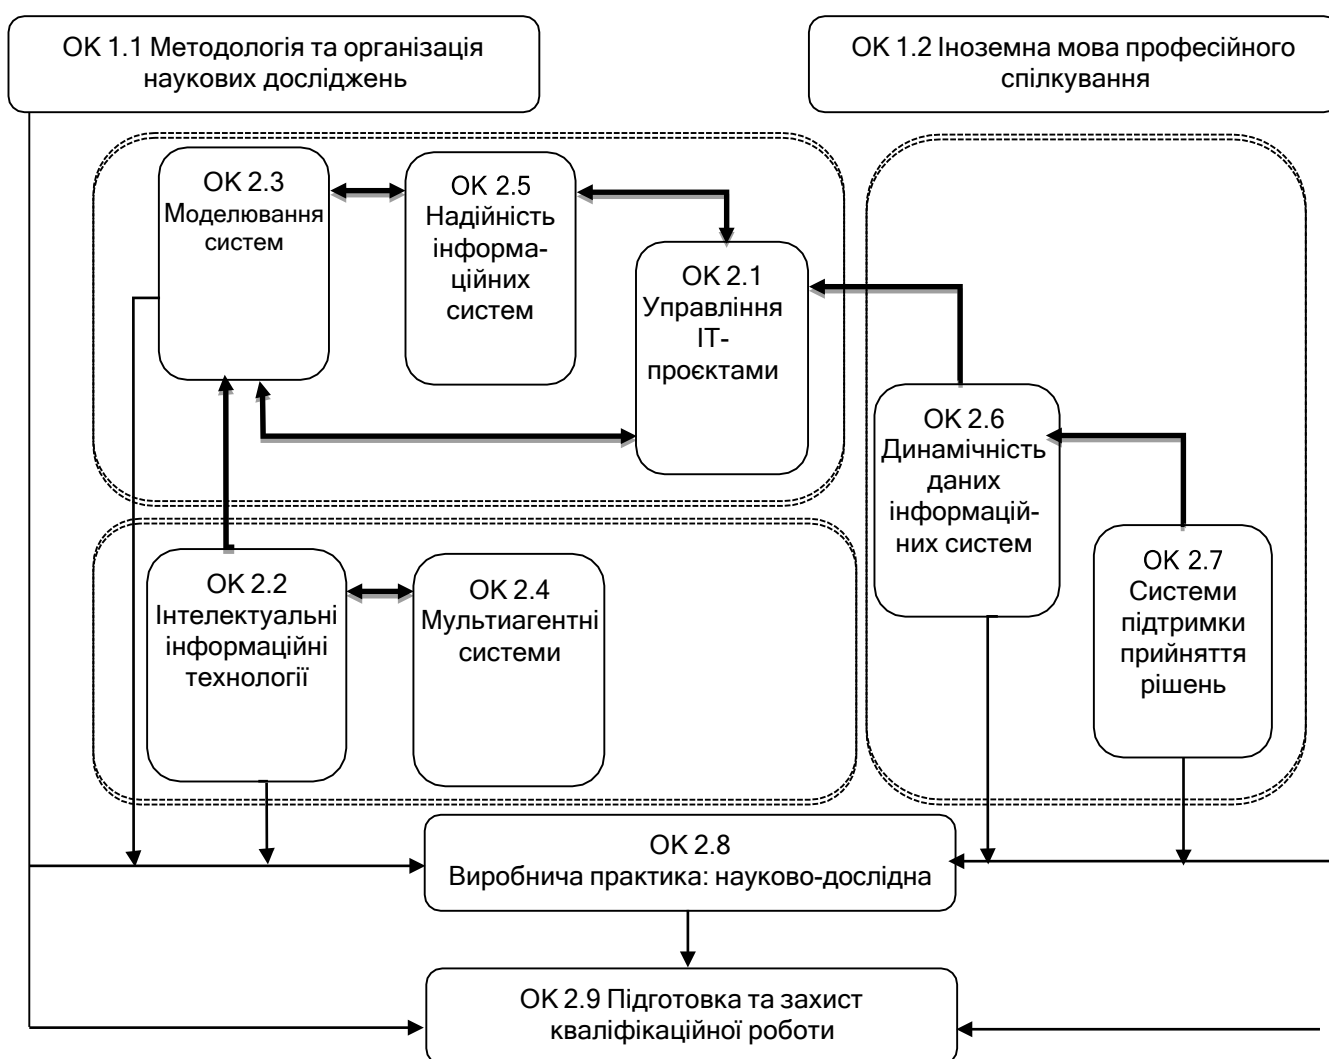 ОК 1.1 Методологія та організація
наукових досліджень
ОК 1.2 Іноземна мова професійного
спілкування
ОК 2.3
Моделювання
систем
ОК 2.5
Надійність
інформа-
ційних
систем
ОК 2.1
Управління
ІТ-
проєктами
ОК 2.6
Динамічність
даних
інформацій-
них систем
ОК 2.7
Системи
підтримки
прийняття
рішень
ОК 2.2
Інтелектуальні
інформаційні
технології
ОК 2.4
Мультиагентні
системи
ОК 2.8
Виробнича практика: науково-дослідна
ОК 2.9 Підготовка та захист
кваліфікаційної роботи